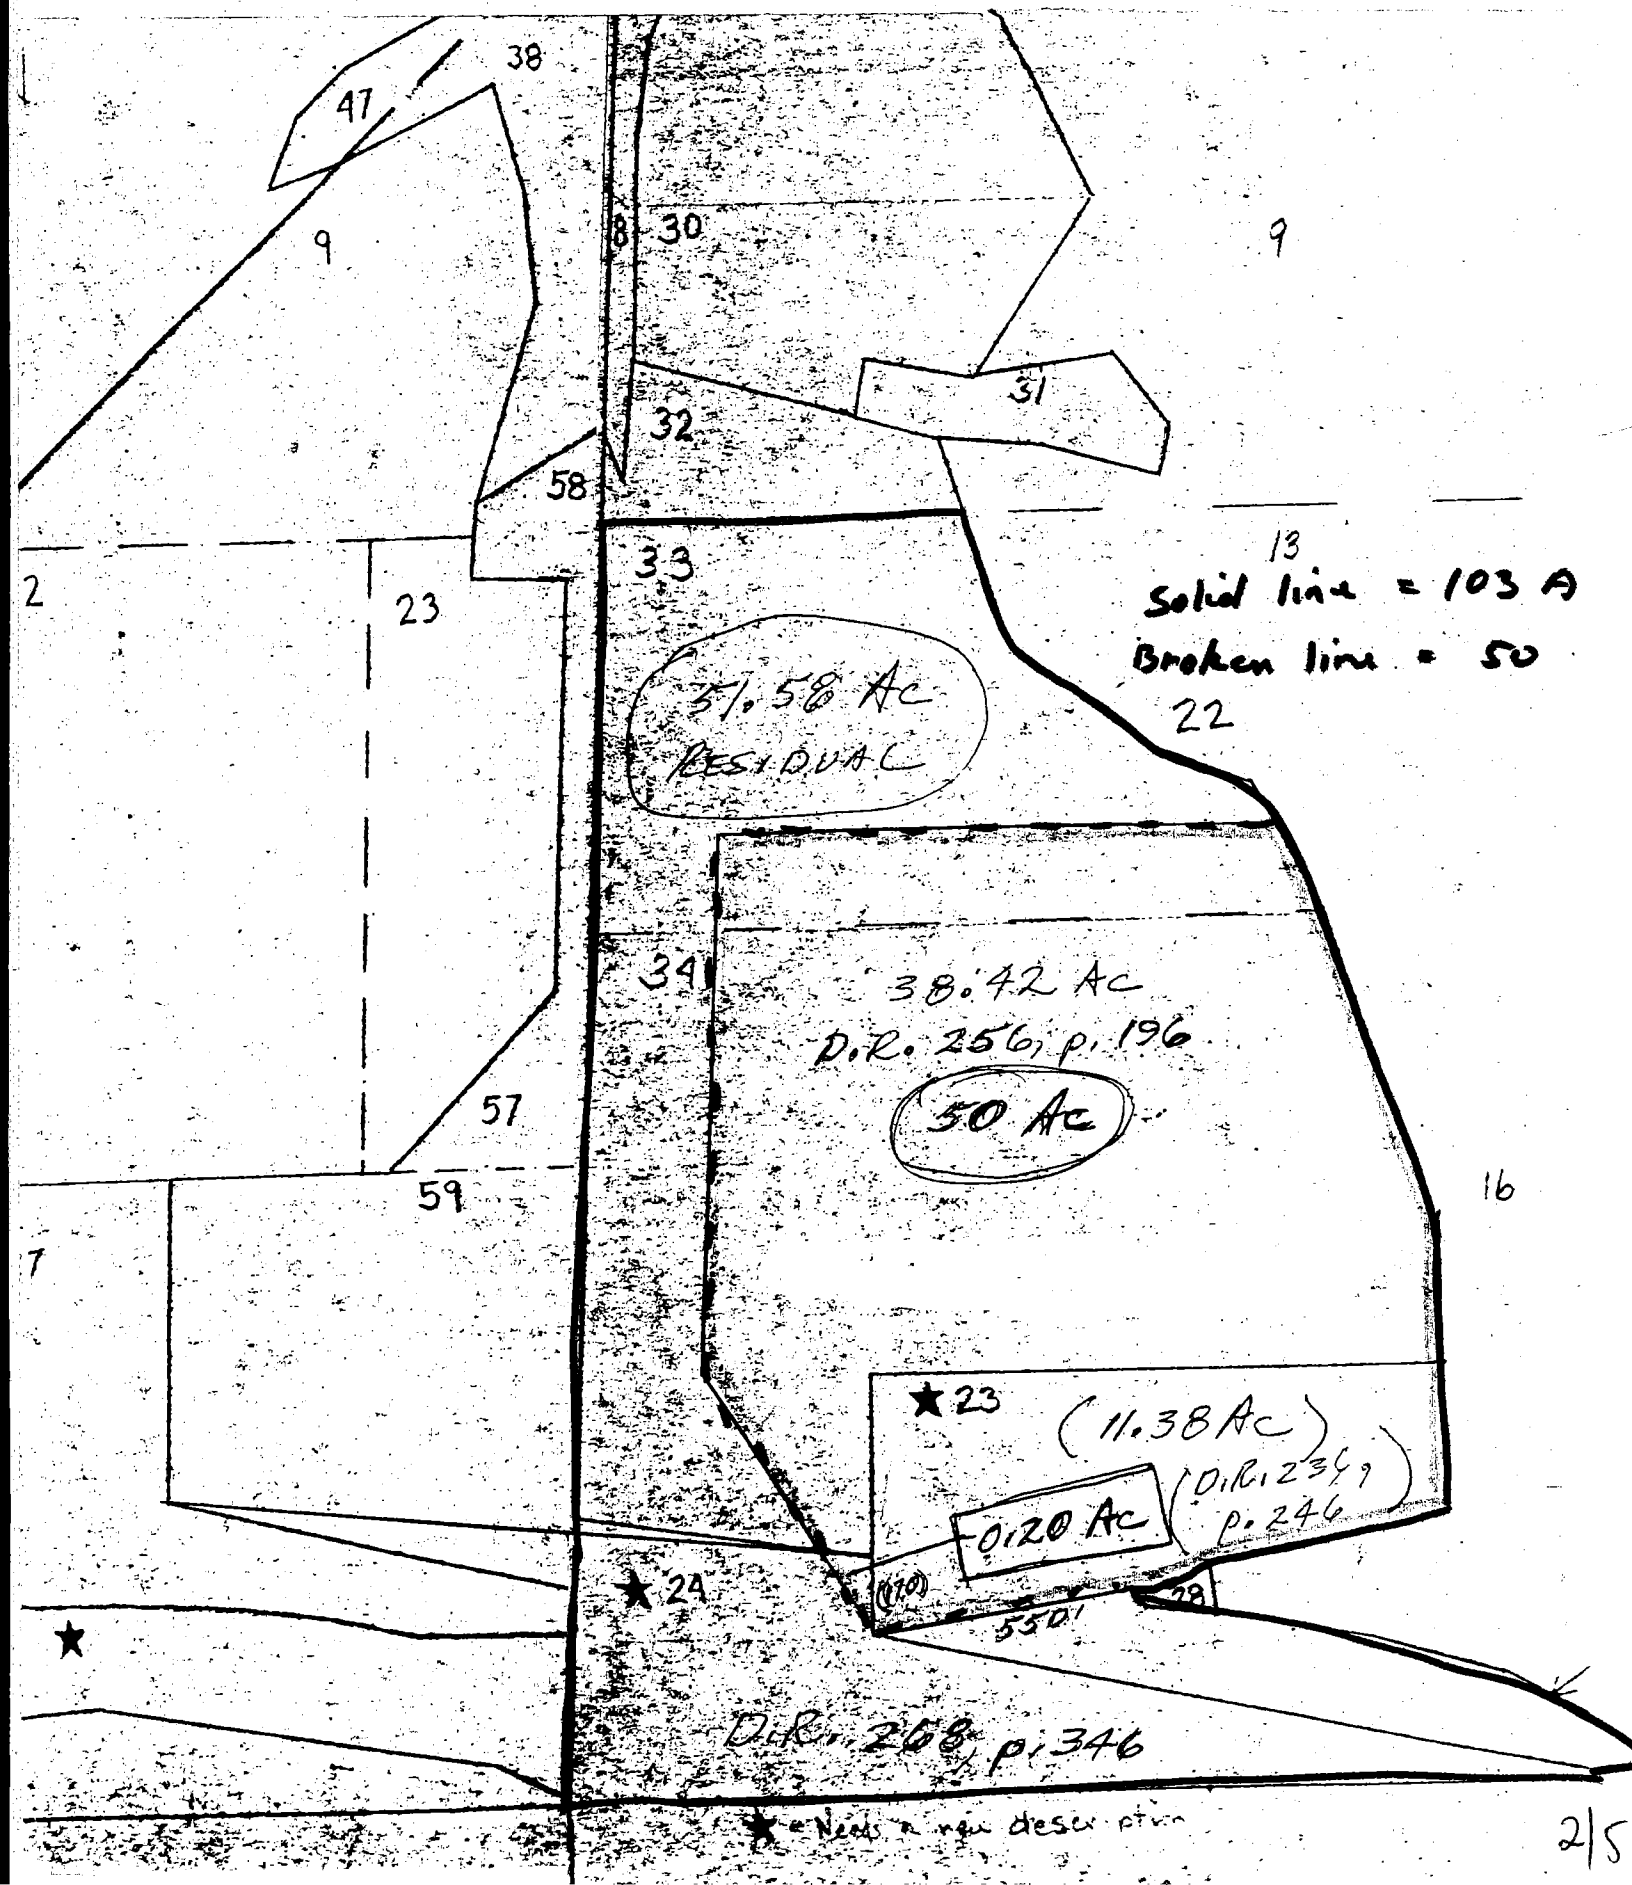 38
47
9
8
30
9
31
32
58
13
33
2
23
Solid line = 103 A
Broken line = 50
22
51.58 Ac
RESIDUAL
34
38.42 Ac
D.R. 256, p. 196
50 Ac
57
59
16
7
★ 23
(11.38 Ac)
p. 246
0.20 Ac
★ 24
(170)
28
550'
★
D.R. 268, p. 346
★ = Needs a new description
2/5